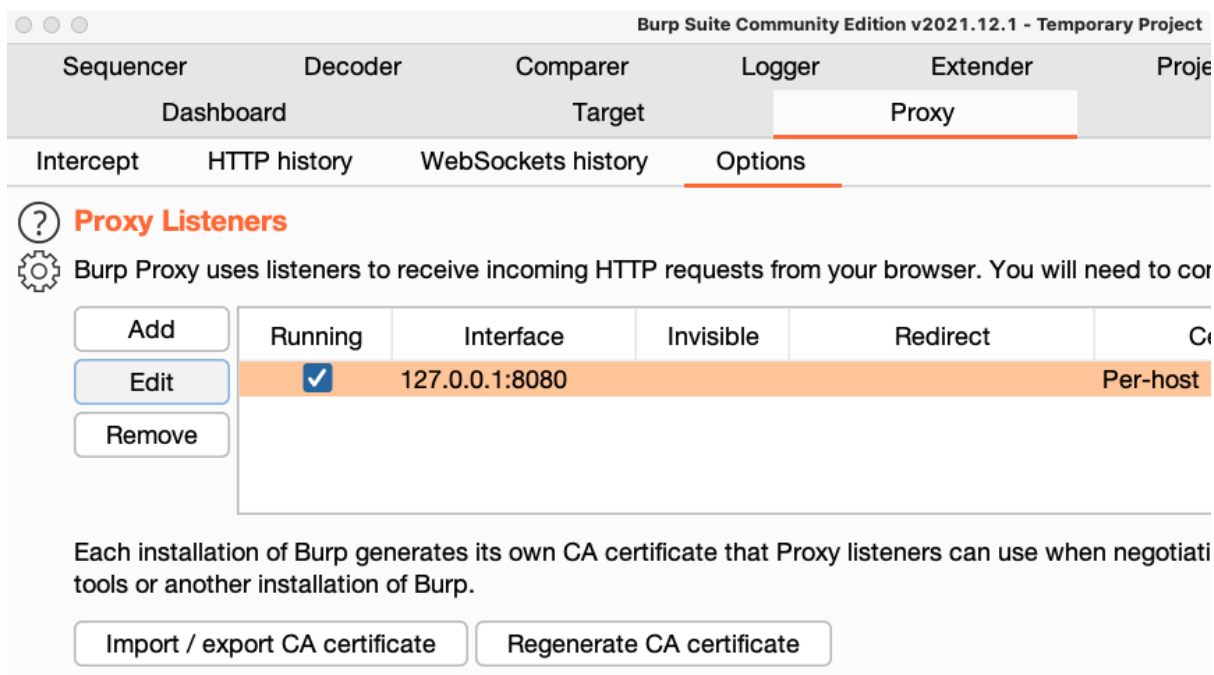 Burp Suite Community Edition v2021.12.1 - Temporary Project
Sequencer Decoder Comparer Logger Extender Proje
Dashboard Target Proxy
Intercept HTTP history WebSockets history Options
? Proxy Listeners
Burp Proxy uses listeners to receive incoming HTTP requests from your browser. You will need to cor
Add
Running Interface Invisible Redirect Ce
Edit
127.0.0.1:8080 Per-host
Remove
Each installation of Burp generates its own CA certificate that Proxy listeners can use when negotiati
tools or another installation of Burp.
Import / export CA certificate Regenerate CA certificate